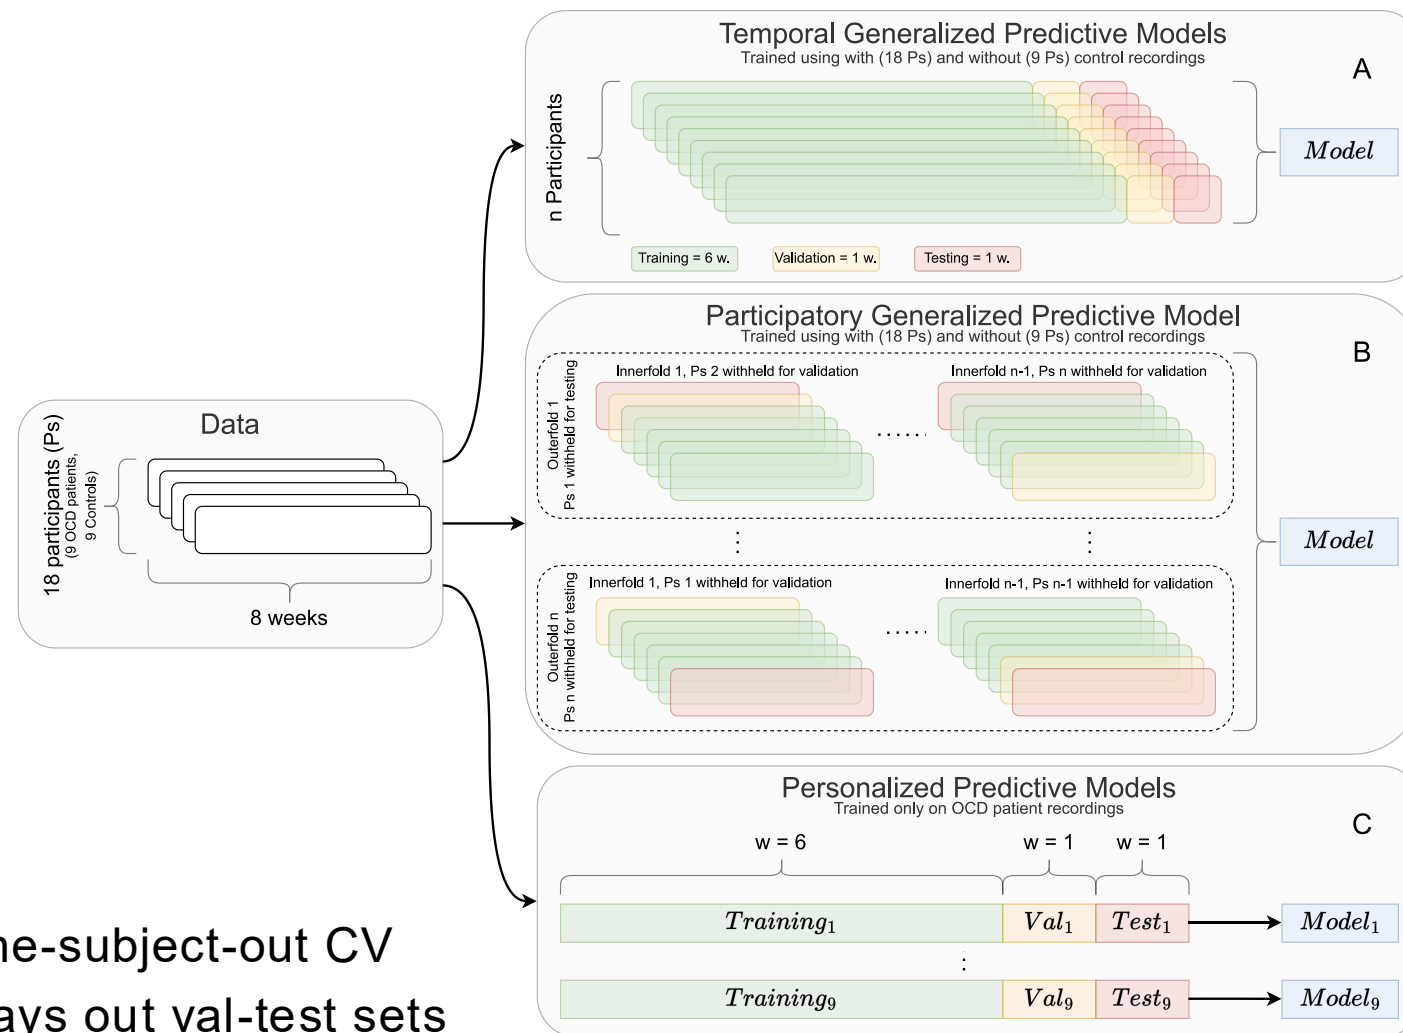 Temporal Generalized Predictive Models
Trained using with (18 Ps) and without (9 Ps) control recordings
A
n Participants
Model
Training = 6 w.
Validation = 1 w.
Testing = 1 w.
Participatory Generalized Predictive Model
Trained using with (18 Ps) and without (9 Ps) control recordings
B
Outerfold 1
Ps 1 withheld for testing
Innerfold 1, Ps 2 withheld for validation
......
Innerfold n-1, Ps n withheld for validation
Model
Outerfold n
Ps n withheld for testing
Innerfold 1, Ps 1 withheld for validation
.....
Innerfold n-1, Ps n-1 withheld for validation
Data
18 participants (Ps)
(9 OCD patients,
9 Controls)
8 weeks
Personalized Predictive Models
Trained only on OCD patient recordings
C
w = 6
w = 1
w = 1
Training₁
Val₁
Test₁
Model₁
Training₉
Val₉
Test₉
Model₉
ne-subject-out CV
ays out val-test sets